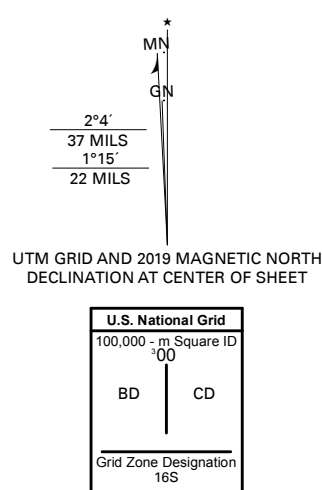 MN
GN
2°4´
37 MILS
1°15´
22 MILS
UTM GRID AND 2019 MAGNETIC NORTH
DECLINATION AT CENTER OF SHEET
U.S. National Grid
100,000 - m Square ID
³00
BD CD
Grid Zone Designation
16S